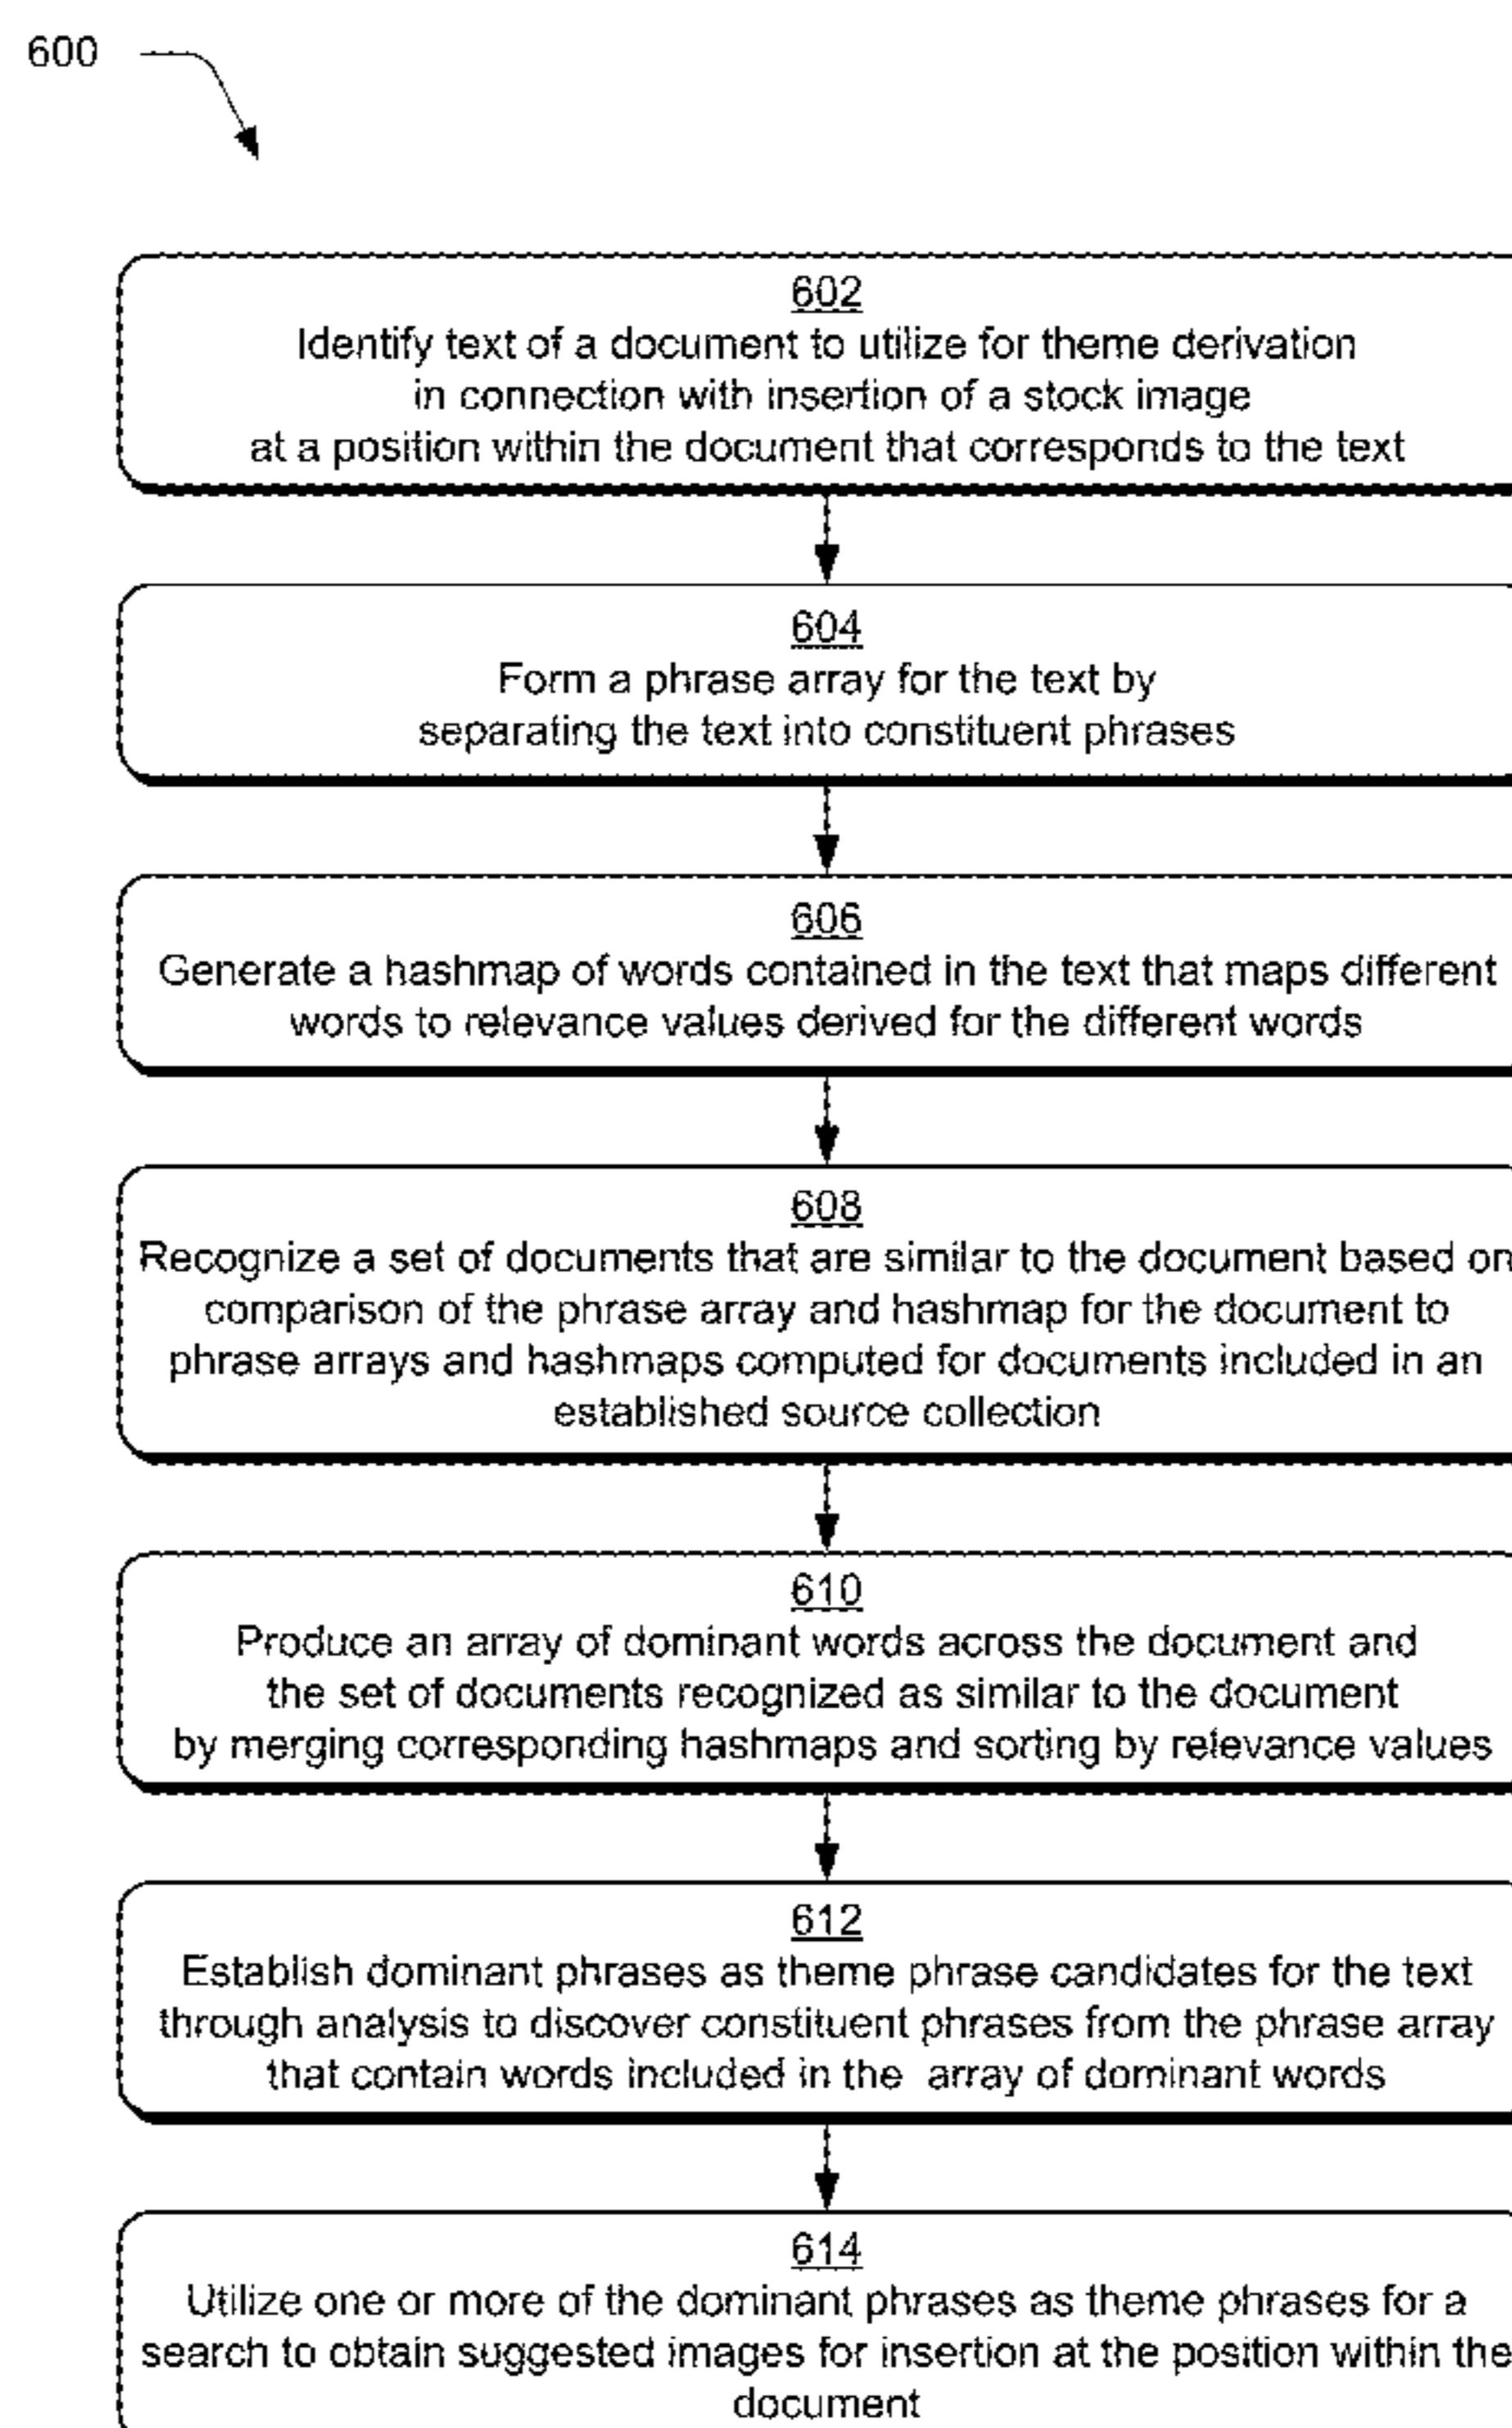 600
602
Identify text of a document to utilize for theme derivation
in connection with insertion of a stock image
at a position within the document that corresponds to the text
604
Form a phrase array for the text by
separating the text into constituent phrases
606
Generate a hashmap of words contained in the text that maps different
words to relevance values derived for the different words
608
Recognize a set of documents that are similar to the document based on
comparison of the phrase array and hashmap for the document to
phrase arrays and hashmaps computed for documents included in an
established source collection
610
Produce an array of dominant words across the document and
the set of documents recognized as similar to the document
by merging corresponding hashmaps and sorting by relevance values
612
Establish dominant phrases as theme phrase candidates for the text
through analysis to discover constituent phrases from the phrase array
that contain words included in the array of dominant words
614
Utilize one or more of the dominant phrases as theme phrases for a
search to obtain suggested images for insertion at the position within the
document